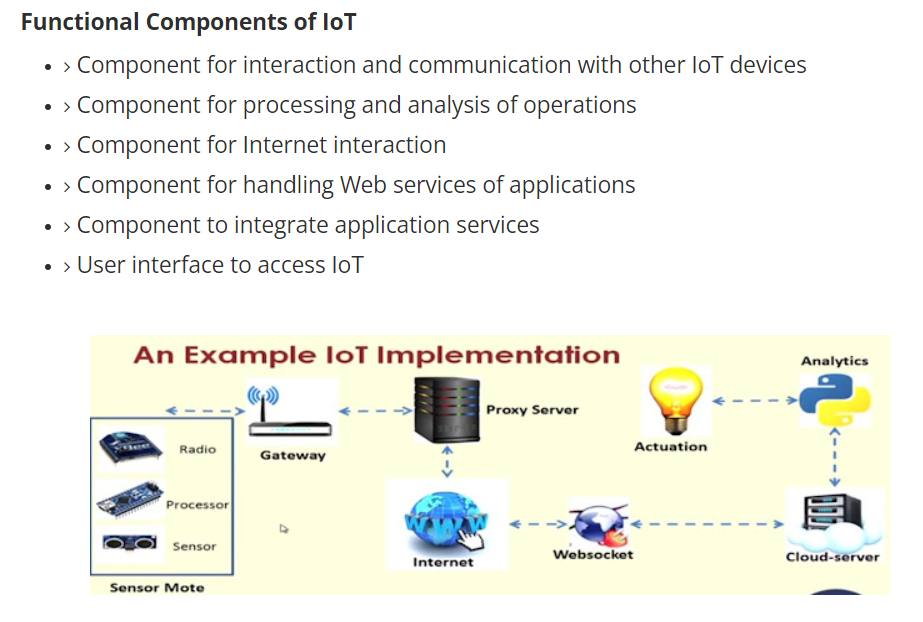 Functional Components of IoT
• › Component for interaction and communication with other IoT devices
• › Component for processing and analysis of operations
• › Component for Internet interaction
• › Component for handling Web services of applications
• › Component to integrate application services
• › User interface to access IoT
An Example IoT Implementation
Analytics
Proxy Server
Actuation
Radio
Gateway
Processor
Sensor
WWW
Internet
Websocket
Cloud-server
Sensor Mote